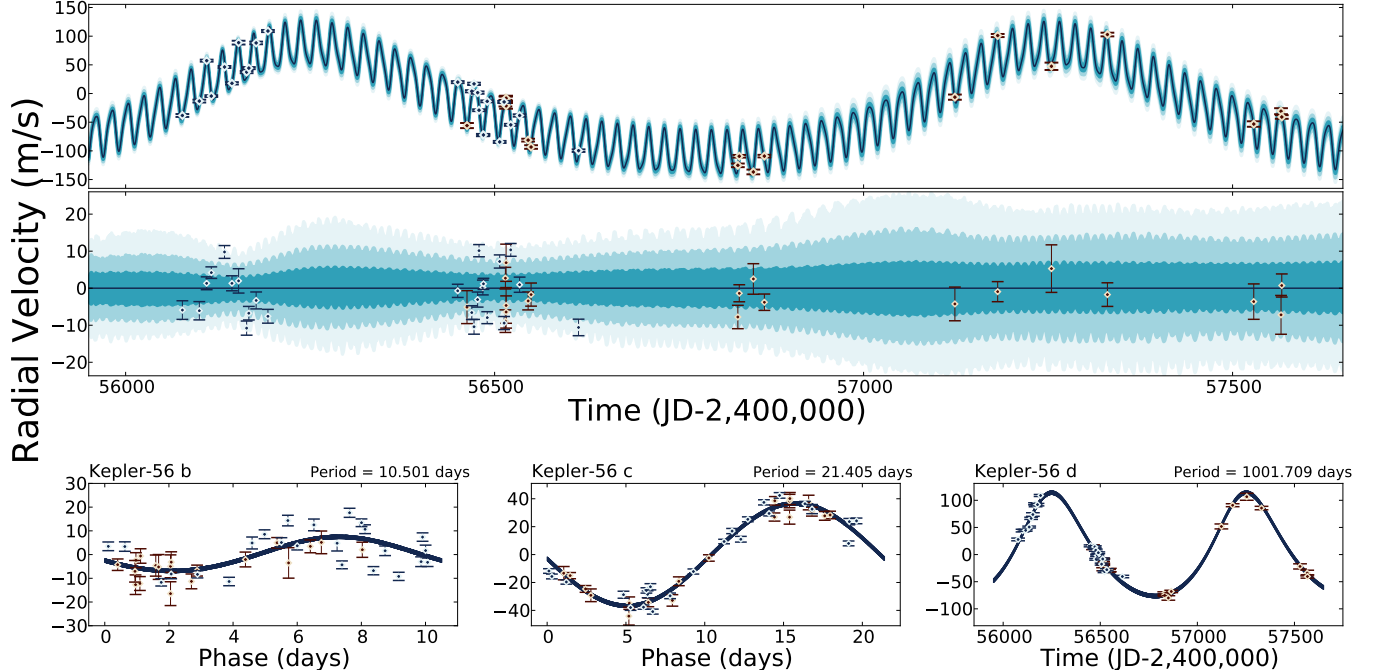 Radial Velocity (m/s)
150
100
50
0
−50
−100
−150
20
10
0
−10
−20
56000 56500 57000 57500
Time (JD-2,400,000)
Kepler-56 b Period = 10.501 days
30
20
10
0
−10
−20
−30
0 2 4 6 8 10
Phase (days)
Kepler-56 c Period = 21.405 days
40
20
0
−20
−40
0 5 10 15 20
Phase (days)
Kepler-56 d Period = 1001.709 days
100
50
0
−50
−100
56000 56500 57000 57500
Time (JD-2,400,000)